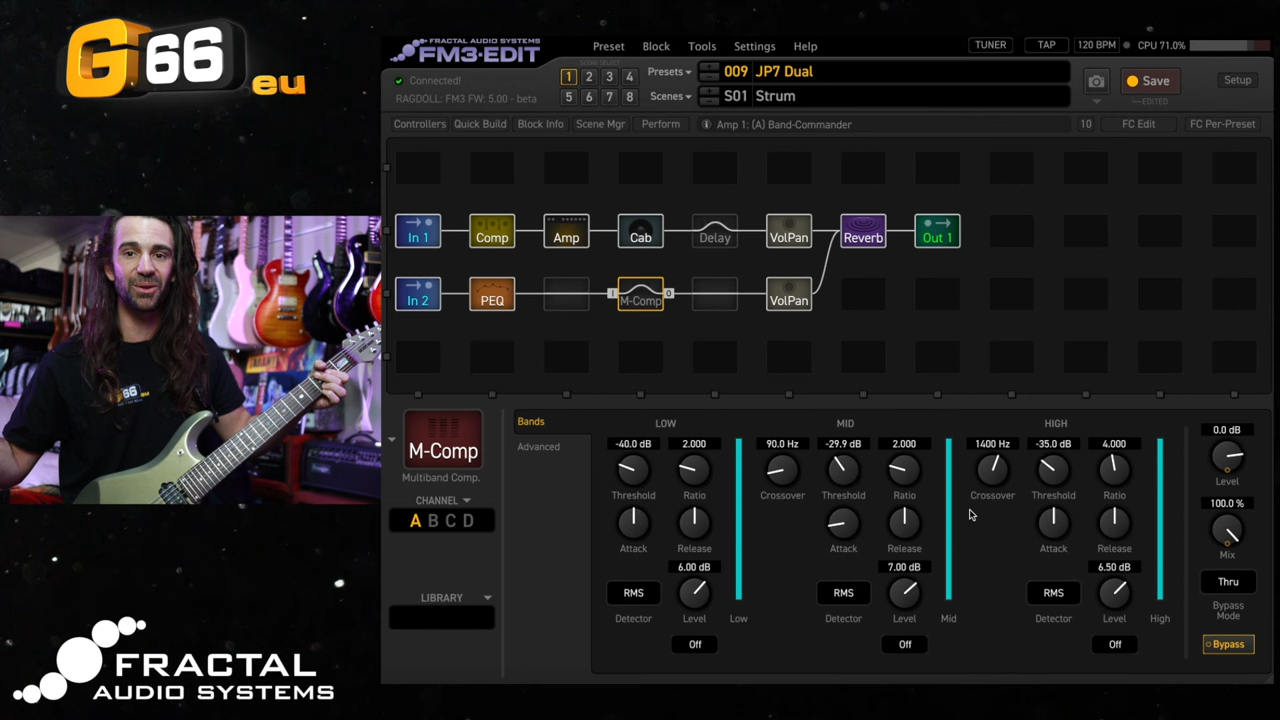 G66
.eu
FRACTAL AUDIO SYSTEMS
FM3-EDIT
Preset Block Tools Settings Help
TUNER TAP 120 BPM CPU 71.0%
Connected!
RAGDOLL: FM3 FW: 5.00 - beta
SCENE SELECT
1 2 3 4
5 6 7 8
Presets 009 JP7 Dual
Scenes S01 Strum
Save
EDITED
Setup
Controllers Quick Build Block Info Scene Mgr Perform Amp 1: (A) Band-Commander 10 FC Edit FC Per-Preset
In 1 Comp Amp Cab Delay VolPan Reverb Out 1
In 2 PEQ I M-Comp O VolPan
M-Comp
Multiband Comp.
CHANNEL
A B C D
LIBRARY
Bands
Advanced
LOW MID HIGH
-40.0 dB 2.000 90.0 Hz -29.9 dB 2.000 1400 Hz -35.0 dB 4.000
Threshold Ratio Crossover Threshold Ratio Crossover Threshold Ratio
Attack Release Attack Release Attack Release
6.00 dB 7.00 dB 6.50 dB
RMS RMS RMS
Detector Level Low Detector Level Mid Detector Level High
Off Off Off
0.0 dB
Level
100.0 %
Mix
Thru
Bypass
Mode
Bypass
G66
.eu
FRACTAL
AUDIO SYSTEMS